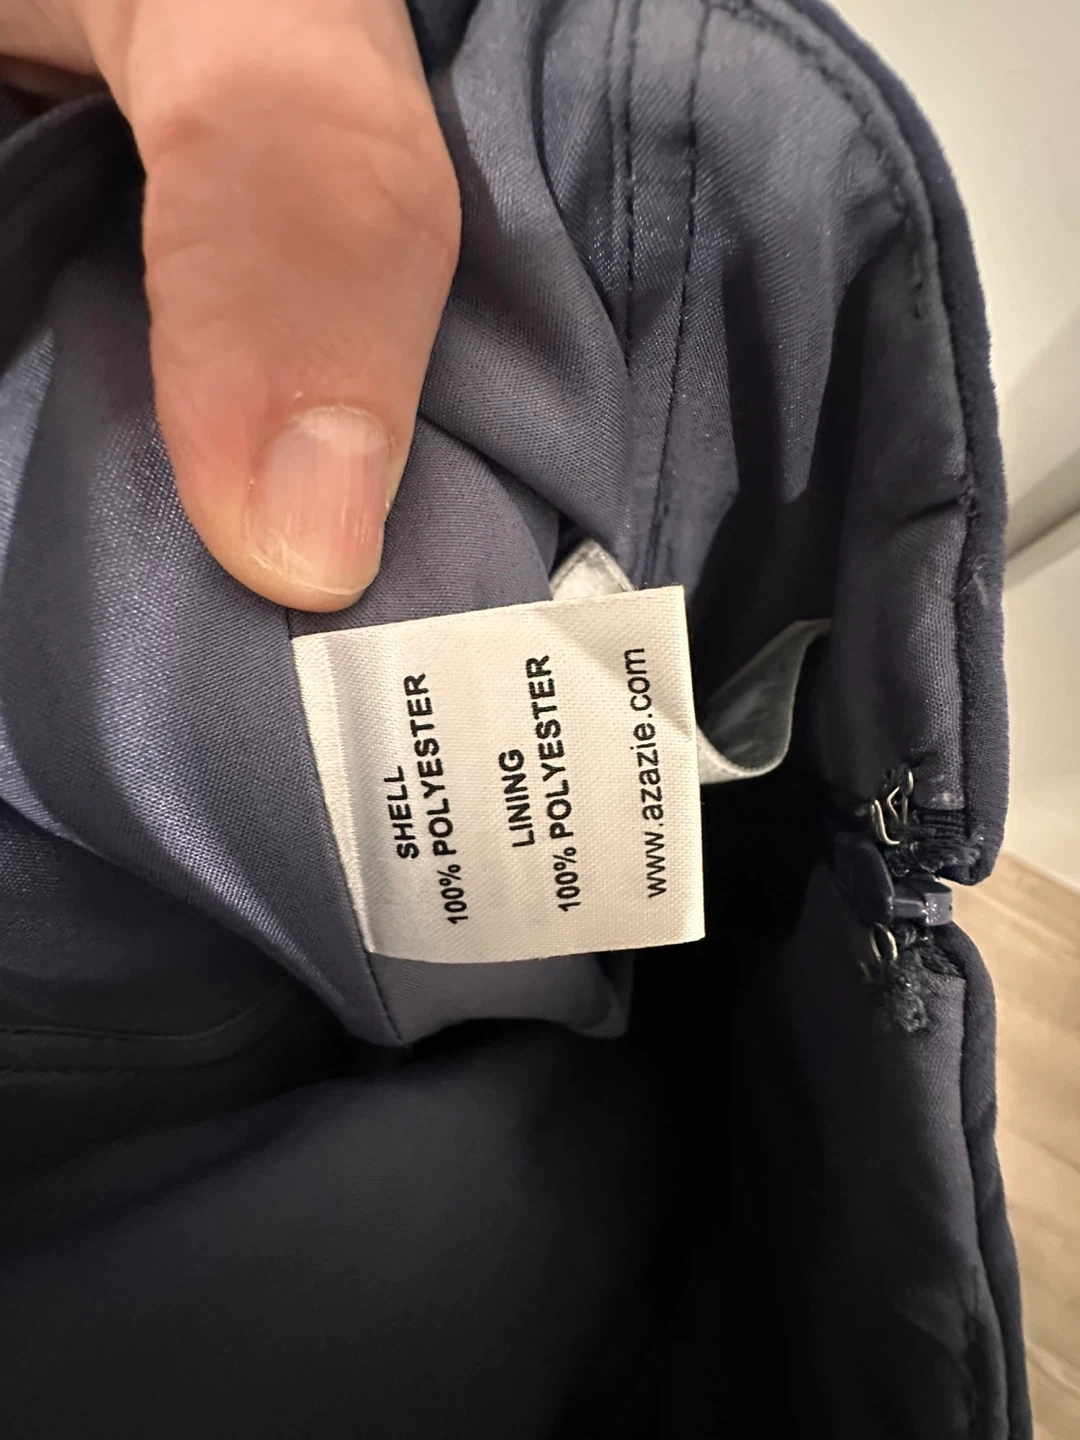 SHELL
100% POLYESTER
LINING
100% POLYESTER
www.azazie.com